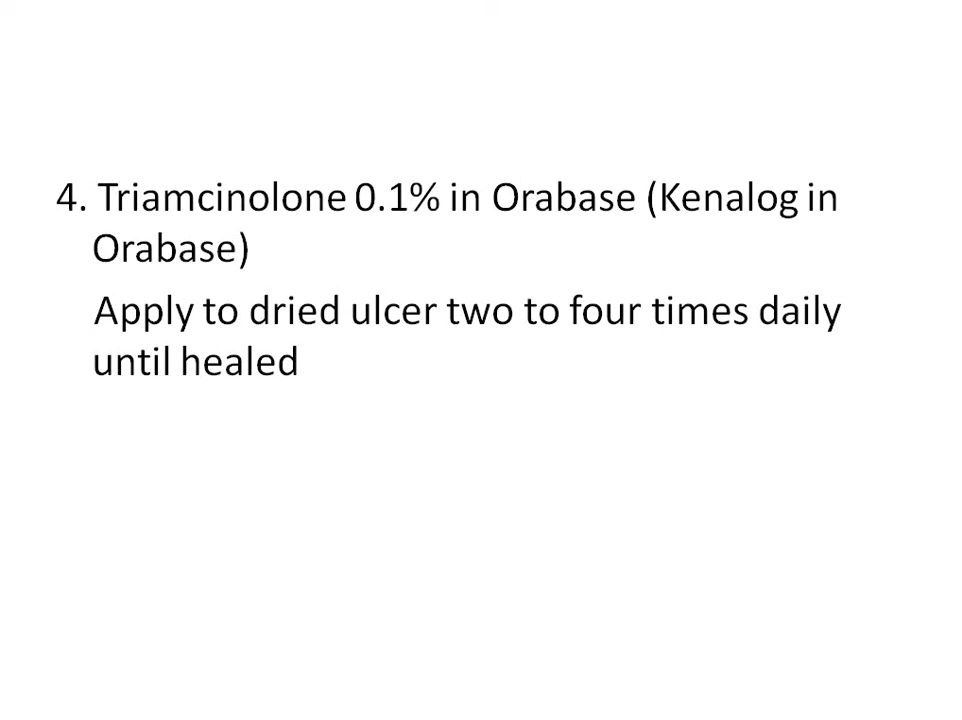 4. Triamcinolone 0.1% in Orabase (Kenalog in
Orabase)
Apply to dried ulcer two to four times daily
until healed